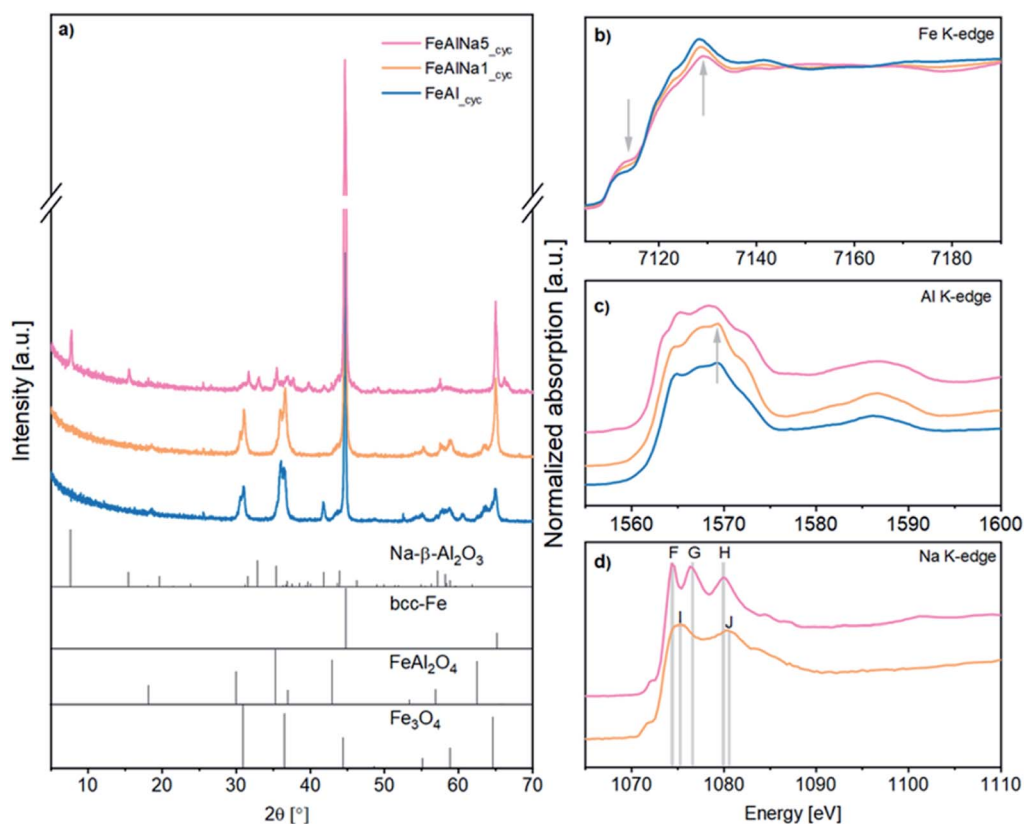 a)
FeAlNa5_cyc
FeAlNa1_cyc
FeAl_cyc
Intensity [a.u.]
Na-β-Al2O3
bcc-Fe
FeAl2O4
Fe3O4
10 20 30 40 50 60 70
2θ [°]
Normalized absorption [a.u.]
b) Fe K-edge
7120 7140 7160 7180
c) Al K-edge
1560 1570 1580 1590 1600
d) F G H Na K-edge
I J
1070 1080 1090 1100 1110
Energy [eV]